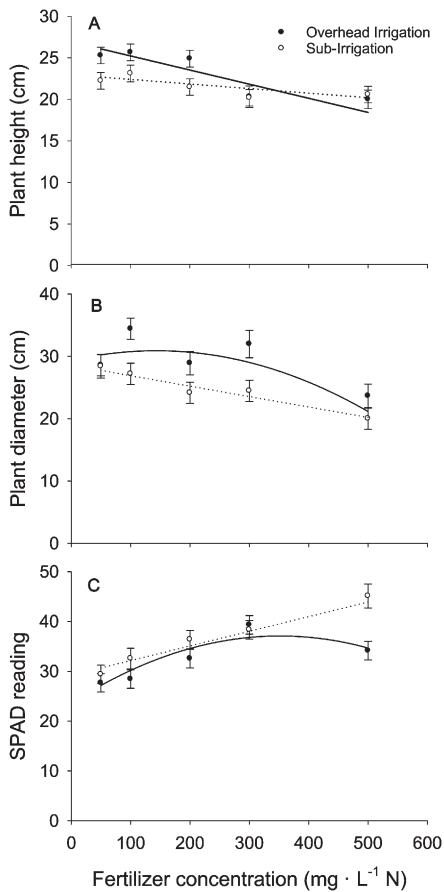 A
Overhead Irrigation
Sub-Irrigation
30
25
20
15
10
5
0
Plant height (cm)
B
40
30
20
10
0
Plant diameter (cm)
C
50
40
30
20
10
0
SPAD reading
0 100 200 300 400 500 600
Fertilizer concentration (mg · L⁻¹ N)